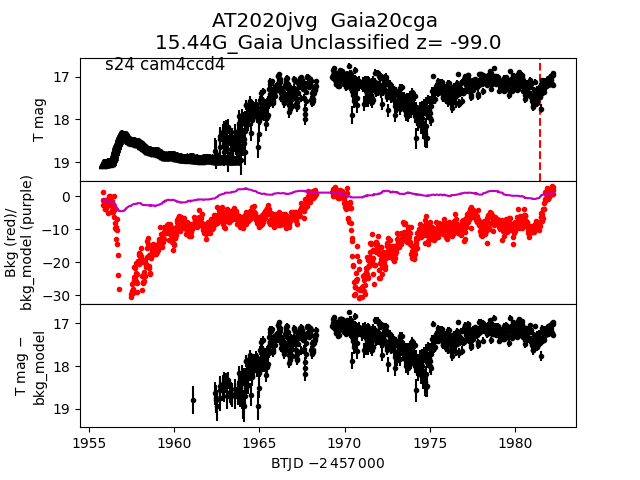 AT2020jvg Gaia20cga
15.44G_Gaia Unclassified z= -99.0
s24 cam4ccd4
T mag
17
18
19
Bkg (red)/
bkg_model (purple)
0
−10
−20
−30
T mag −
bkg_model
17
18
19
1955 1960 1965 1970 1975 1980
BTJD −2 457 000